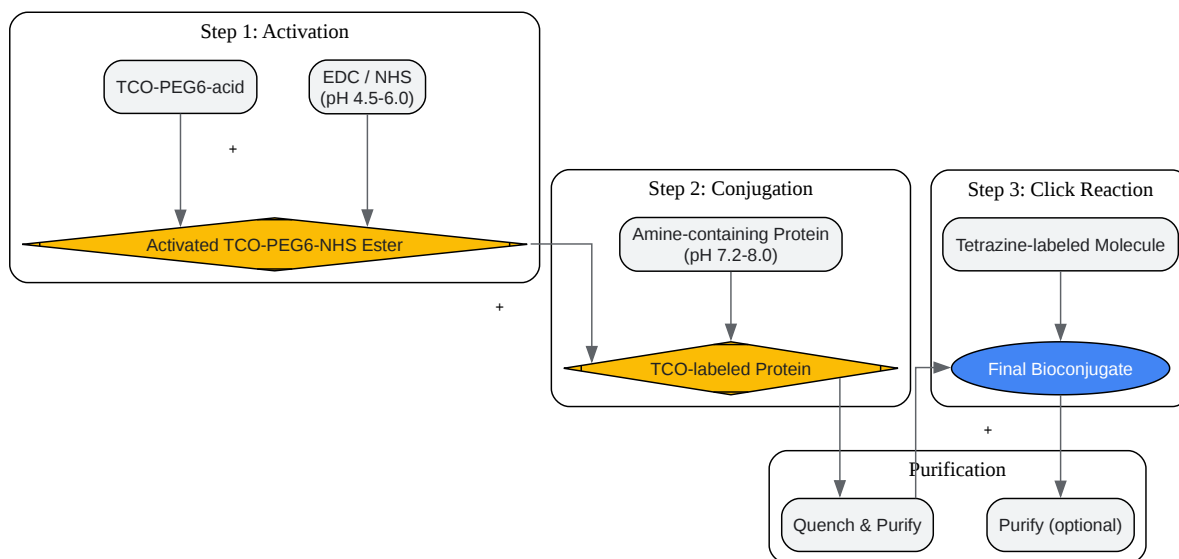 Step 1: Activation
TCO-PEG6-acid
EDC / NHS
(pH 4.5-6.0)
+
Activated TCO-PEG6-NHS Ester
+
Step 2: Conjugation
Amine-containing Protein
(pH 7.2-8.0)
TCO-labeled Protein
Step 3: Click Reaction
Tetrazine-labeled Molecule
Final Bioconjugate
+
Purification
Quench & Purify
Purify (optional)